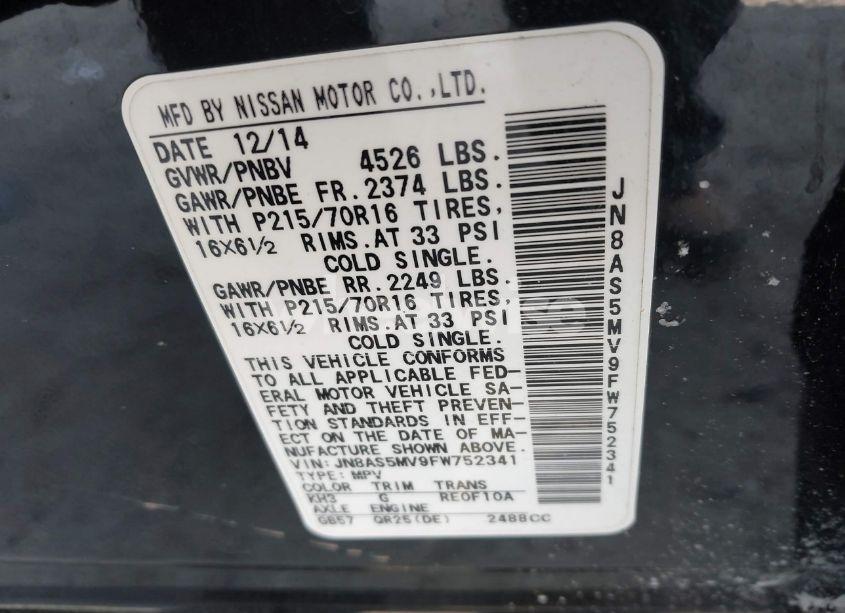 MFD BY NISSAN MOTOR CO.,LTD.
DATE 12/14
GVWR/PNBV 4526 LBS.
GAWR/PNBE FR. 2374 LBS.
WITH P215/70R16 TIRES,
16X6½ RIMS.AT 33 PSI
COLD SINGLE.
GAWR/PNBE RR. 2249 LBS.
WITH P215/70R16 TIRES,
16X6½ RIMS.AT 33 PSI
COLD SINGLE.
THIS VEHICLE CONFORMS
TO ALL APPLICABLE FED-
ERAL MOTOR VEHICLE SA-
FETY AND THEFT PREVEN-
TION STANDARDS IN EFF-
ECT ON THE DATE OF MA-
NUFACTURE SHOWN ABOVE.
VIN: JN8AS5MV9FW752341
TYPE: MPV
COLOR TRIM TRANS
KH3 G RE0F10A
AXLE ENGINE
GB57 QR25(DE) 2488CC
JN8AS5MV9FW752341